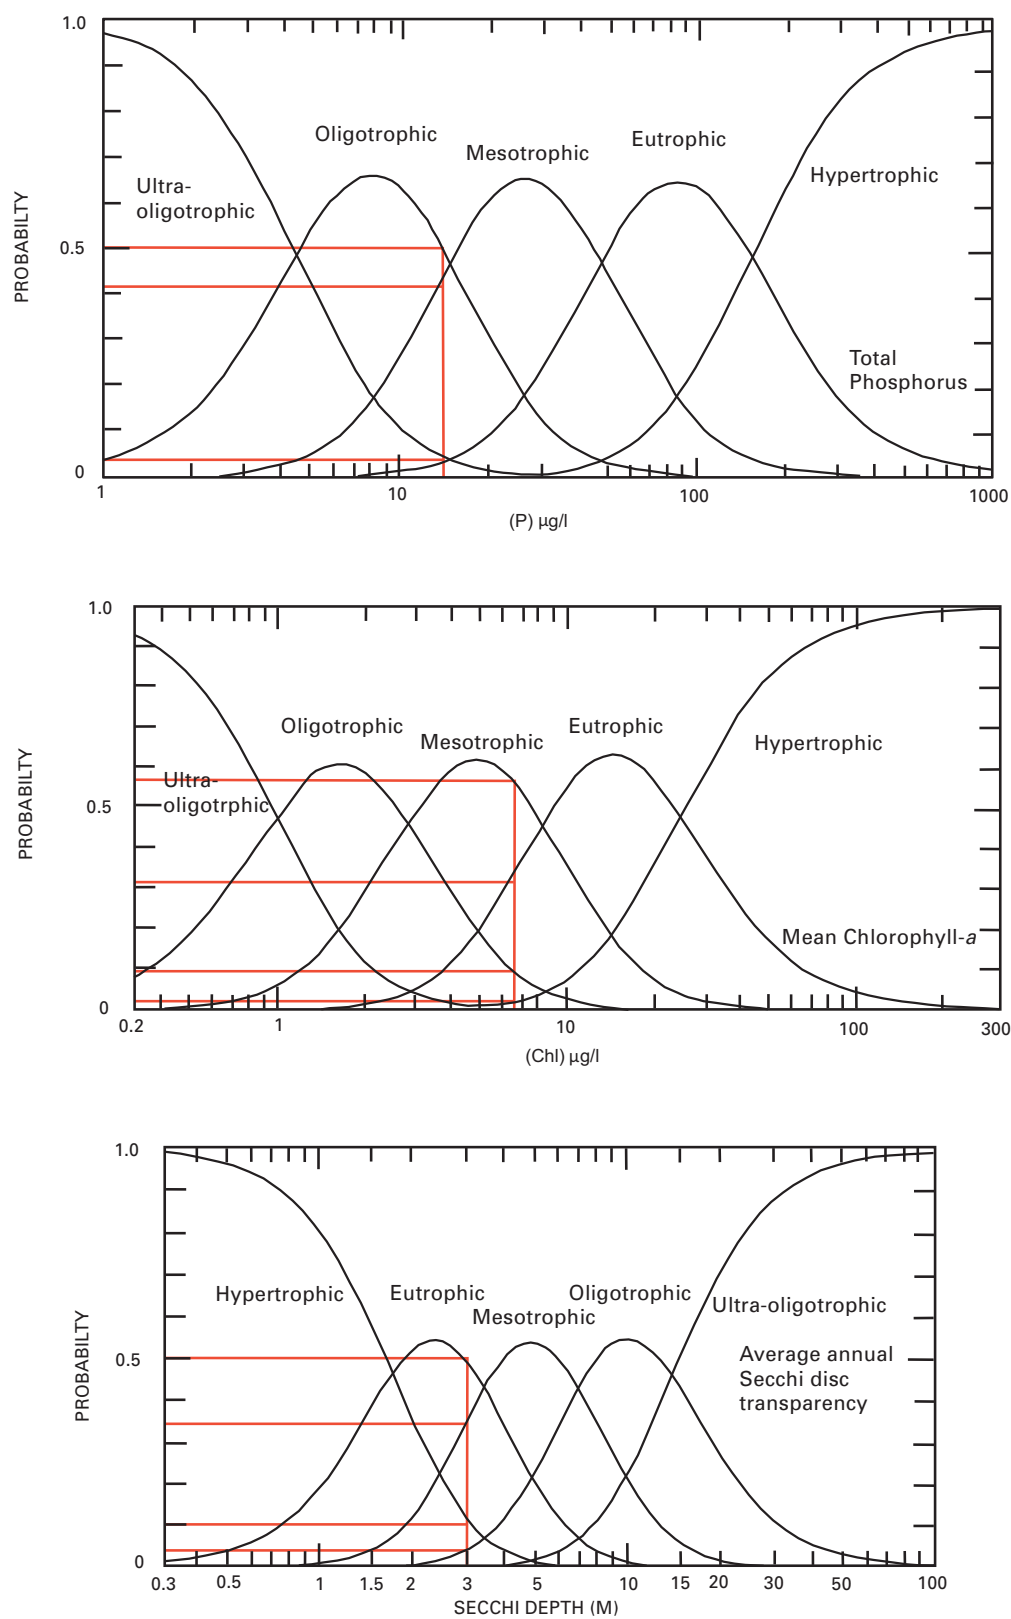 1.0
Oligotrophic
Mesotrophic
Eutrophic
Hypertrophic
Ultra-
oligotrophic
PROBABILTY
0.5
Total
Phosphorus
0
1
10
100
1000
(P) µg/l
1.0
Oligotrophic
Mesotrophic
Eutrophic
Hypertrophic
Ultra-
oligotrphic
PROBABILTY
0.5
Mean Chlorophyll-a
0
0.2
1
10
100
300
(Chl) µg/l
1.0
Hypertrophic
Eutrophic
Mesotrophic
Oligotrophic
Ultra-oligotrophic
PROBABILTY
0.5
Average annual
Secchi disc
transparency
0
0.3
0.5
1
1.5
2
3
5
10
15
20
30
50
100
SECCHI DEPTH (M)